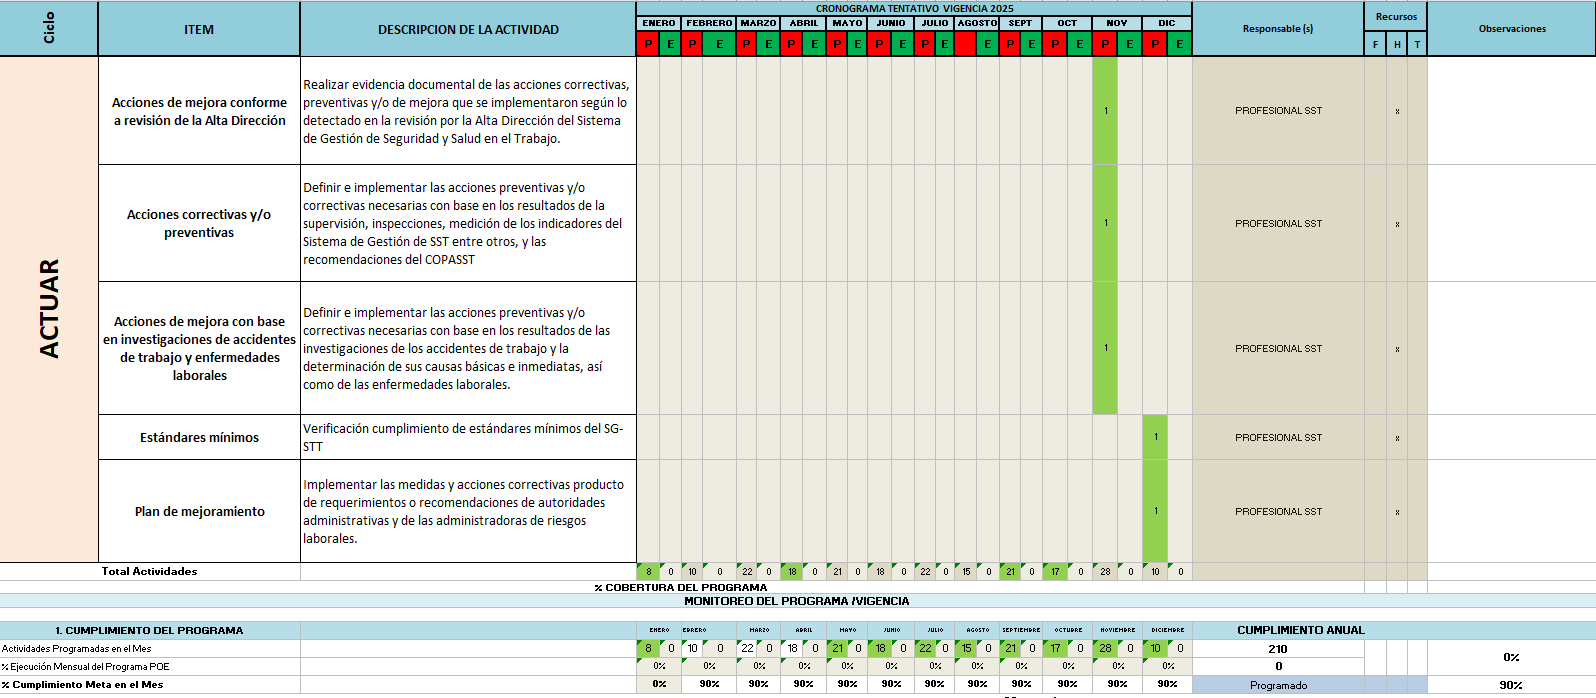 Ciclo
ITEM
DESCRIPCION DE LA ACTIVIDAD
CRONOGRAMA TENTATIVO VIGENCIA 2025
ENERO FEBRERO MARZO ABRIL MAYO JUNIO JULIO AGOSTO SEPT OCT NOV DIC
P E P E P E P E P E P E P E E P E P E P E P E
Responsable (s)
Recursos
F H T
Observaciones
ACTUAR
Acciones de mejora conforme
a revisión de la Alta Dirección
Realizar evidencia documental de las acciones correctivas,
preventivas y/o de mejora que se implementaron según lo
detectado en la revisión por la Alta Dirección del Sistema
de Gestión de Seguridad y Salud en el Trabajo.
1
PROFESIONAL SST
x
Acciones correctivas y/o
preventivas
Definir e implementar las acciones preventivas y/o
correctivas necesarias con base en los resultados de la
supervisión, inspecciones, medición de los indicadores del
Sistema de Gestión de SST entre otros, y las
recomendaciones del COPASST
1
PROFESIONAL SST
x
Acciones de mejora con base
en investigaciones de accidentes
de trabajo y enfermedades
laborales
Definir e implementar las acciones preventivas y/o
correctivas necesarias con base en los resultados de las
investigaciones de los accidentes de trabajo y la
determinación de sus causas básicas e inmediatas, así
como de las enfermedades laborales.
1
PROFESIONAL SST
x
Estándares mínimos
Verificación cumplimiento de estándares mínimos del SG-
STT
1
PROFESIONAL SST
x
Plan de mejoramiento
Implementar las medidas y acciones correctivas producto
de requerimientos o recomendaciones de autoridades
administrativas y de las administradoras de riesgos
laborales.
1
PROFESIONAL SST
x
Total Actividades 8 0 10 0 22 0 18 0 21 0 18 0 22 0 15 0 21 0 17 0 28 0 10 0
% COBERTURA DEL PROGRAMA
MONITOREO DEL PROGRAMA /VIGENCIA
1. CUMPLIMIENTO DEL PROGRAMA ENERO EBRERO MARZO ABRIL MAYO JUNIO JULIO AGOSTO SEPTIEMBRE OCTUBRE NOVIEMBRE DICIEMBRE CUMPLIMIENTO ANUAL
Actividades Programadas en el Mes 8 0 10 0 22 0 18 0 21 0 18 0 22 0 15 0 21 0 17 0 28 0 10 0 210
0%
% Ejecución Mensual del Programa POE 0% 0% 0% 0% 0% 0% 0% 0% 0% 0% 0% 0% 0
% Cumplimiento Meta en el Mes 0% 90% 90% 90% 90% 90% 90% 90% 90% 90% 90% 90% Programado 90%